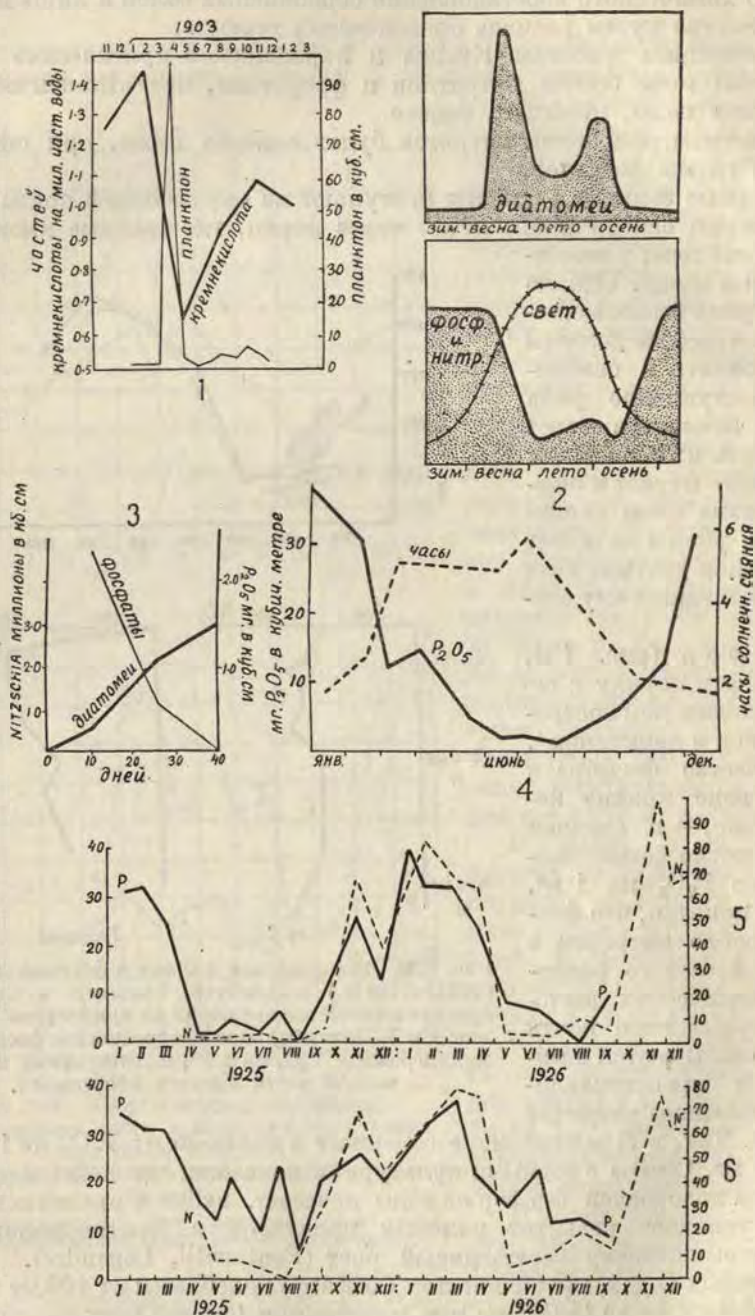 1903
11 12 1 2 3 4 5 6 7 8 9 10 11 12 1 2 3
частей
кремнекислоты на мил. част. воды
1·4
1·3
1·2
1·1
1·0
0·9
0·8
0·7
0·6
0·5
планктон
кремнекислота
90
80
70
60
50
40
30
20
10
0
планктон в куб. см.
1
диатомеи
зим. весна лето осень
фосф.
и
нитр.
свет
зим. весна лето осень
2
3
NITZSCHIA миллионы в кб. см
3·0
2·0
1·0
фосфаты
диатомеи
2·0
1·0
P₂O₅ мг. в куб. см
0 10 20 30 40
дней.
мг. P₂O₅ в кубич. метре
30
20
10
часы
P₂O₅
6
4
2
часы солнечн. сияния
янв. июнь дек.
4
40
30
20
10
0
P
N
P
N
90
80
70
60
50
40
30
20
10
0
5
I II III IV V VI VII VIII IX X XI XII : I II III IV V VI VII VIII IX X XI XII
1925 1926
40
30
20
10
0
P
N
P
N
80
70
60
50
40
30
20
10
0
6
I II III IV V VI VII VIII IX X XI XII : I II III IV V VI VII VIII IX X XI XII
1925 1926